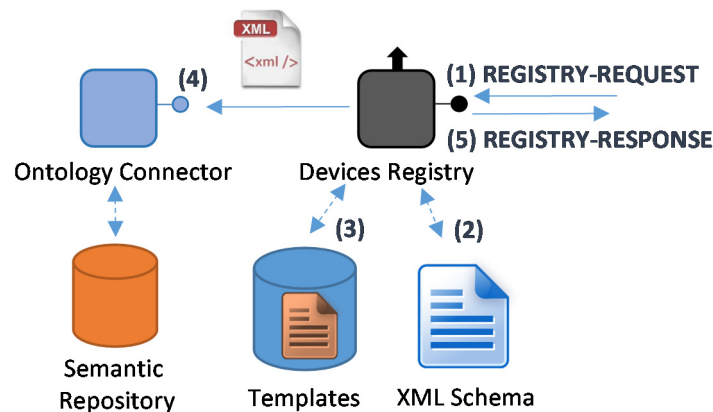 XML
<xml />
(4)
(1) REGISTRY-REQUEST
(5) REGISTRY-RESPONSE
Ontology Connector
Devices Registry
(3)
(2)
Semantic
Repository
Templates
XML Schema